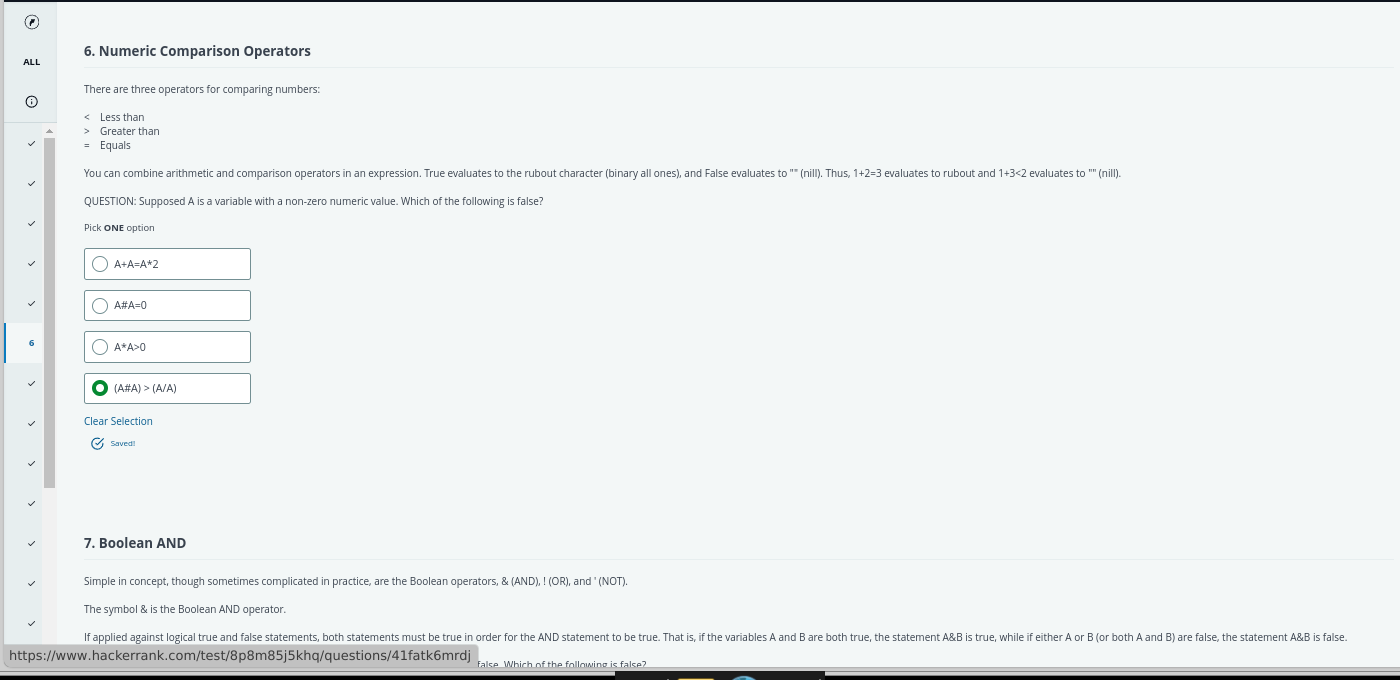 6. Numeric Comparison Operators
ALL
There are three operators for comparing numbers:
< Less than
> Greater than
= Equals
You can combine arithmetic and comparison operators in an expression. True evaluates to the rubout character (binary all ones), and False evaluates to "" (nill). Thus, 1+2=3 evaluates to rubout and 1+3<2 evaluates to "" (nill).
QUESTION: Supposed A is a variable with a non-zero numeric value. Which of the following is false?
Pick ONE option
A+A=A*2
A#A=0
6
A*A>0
(A#A) > (A/A)
Clear Selection
Saved!
7. Boolean AND
Simple in concept, though sometimes complicated in practice, are the Boolean operators, & (AND), ! (OR), and ' (NOT).
The symbol & is the Boolean AND operator.
If applied against logical true and false statements, both statements must be true in order for the AND statement to be true. That is, if the variables A and B are both true, the statement A&B is true, while if either A or B (or both A and B) are false, the statement A&B is false.
https://www.hackerrank.com/test/8p8m85j5khq/questions/41fatk6mrdj
false. Which of the following is false?